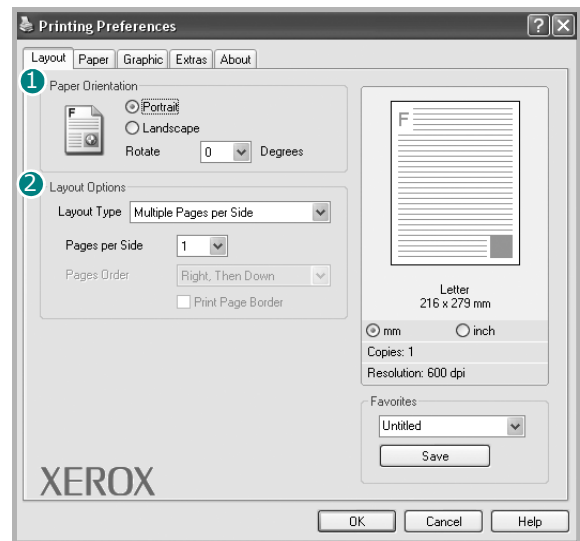 Printing Preferences
Layout Paper Graphic Extras About
1
Paper Orientation
F
Portrait
Landscape
Rotate 0 Degrees
2
Layout Options
Layout Type Multiple Pages per Side
Pages per Side 1
Pages Order Right, Then Down
Print Page Border
F
Letter
216 x 279 mm
mm inch
Copies: 1
Resolution: 600 dpi
Favorites
Untitled
Save
XEROX
OK Cancel Help